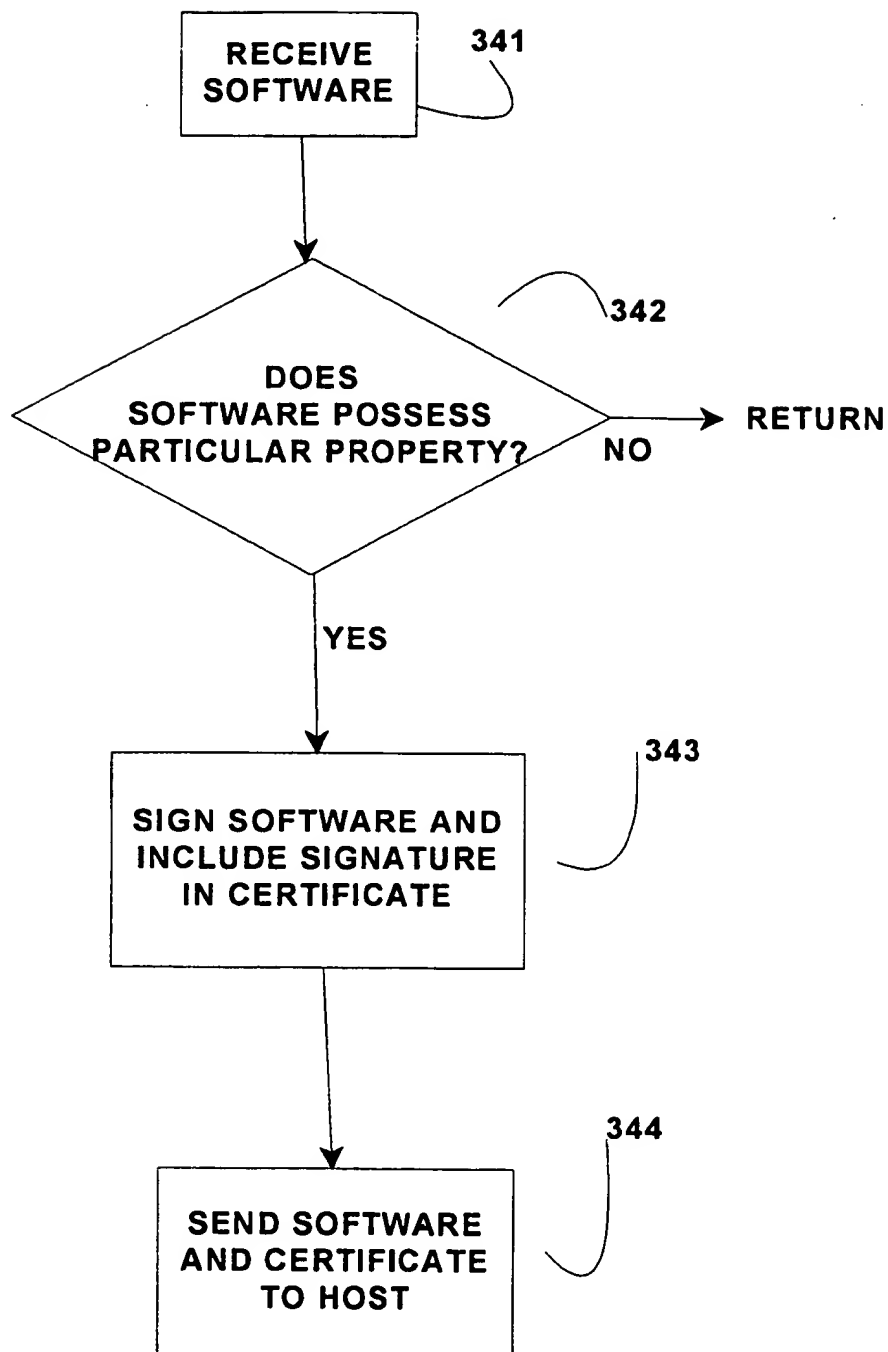 RECEIVE
SOFTWARE
341
342
DOES
SOFTWARE POSSESS
PARTICULAR PROPERTY?
NO
RETURN
YES
343
SIGN SOFTWARE AND
INCLUDE SIGNATURE
IN CERTIFICATE
344
SEND SOFTWARE
AND CERTIFICATE
TO HOST